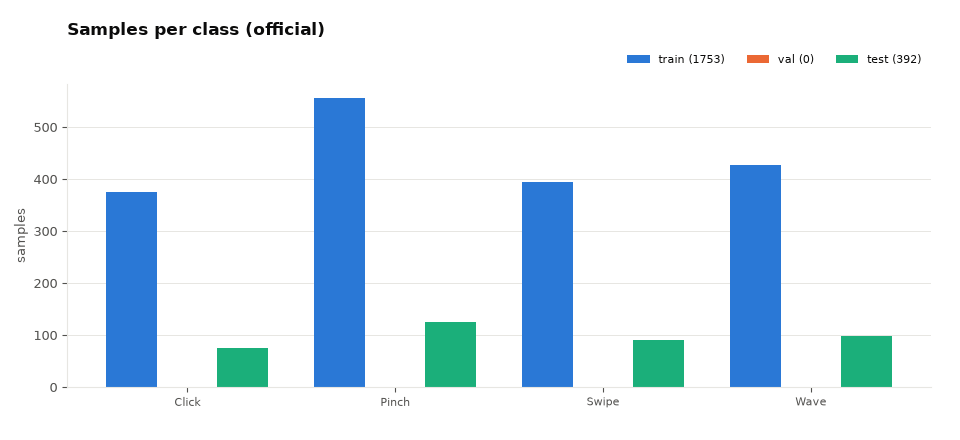 Samples per class (official)
train (1753) val (0) test (392)
500
400
300
200
100
0
samples
Click Pinch Swipe Wave